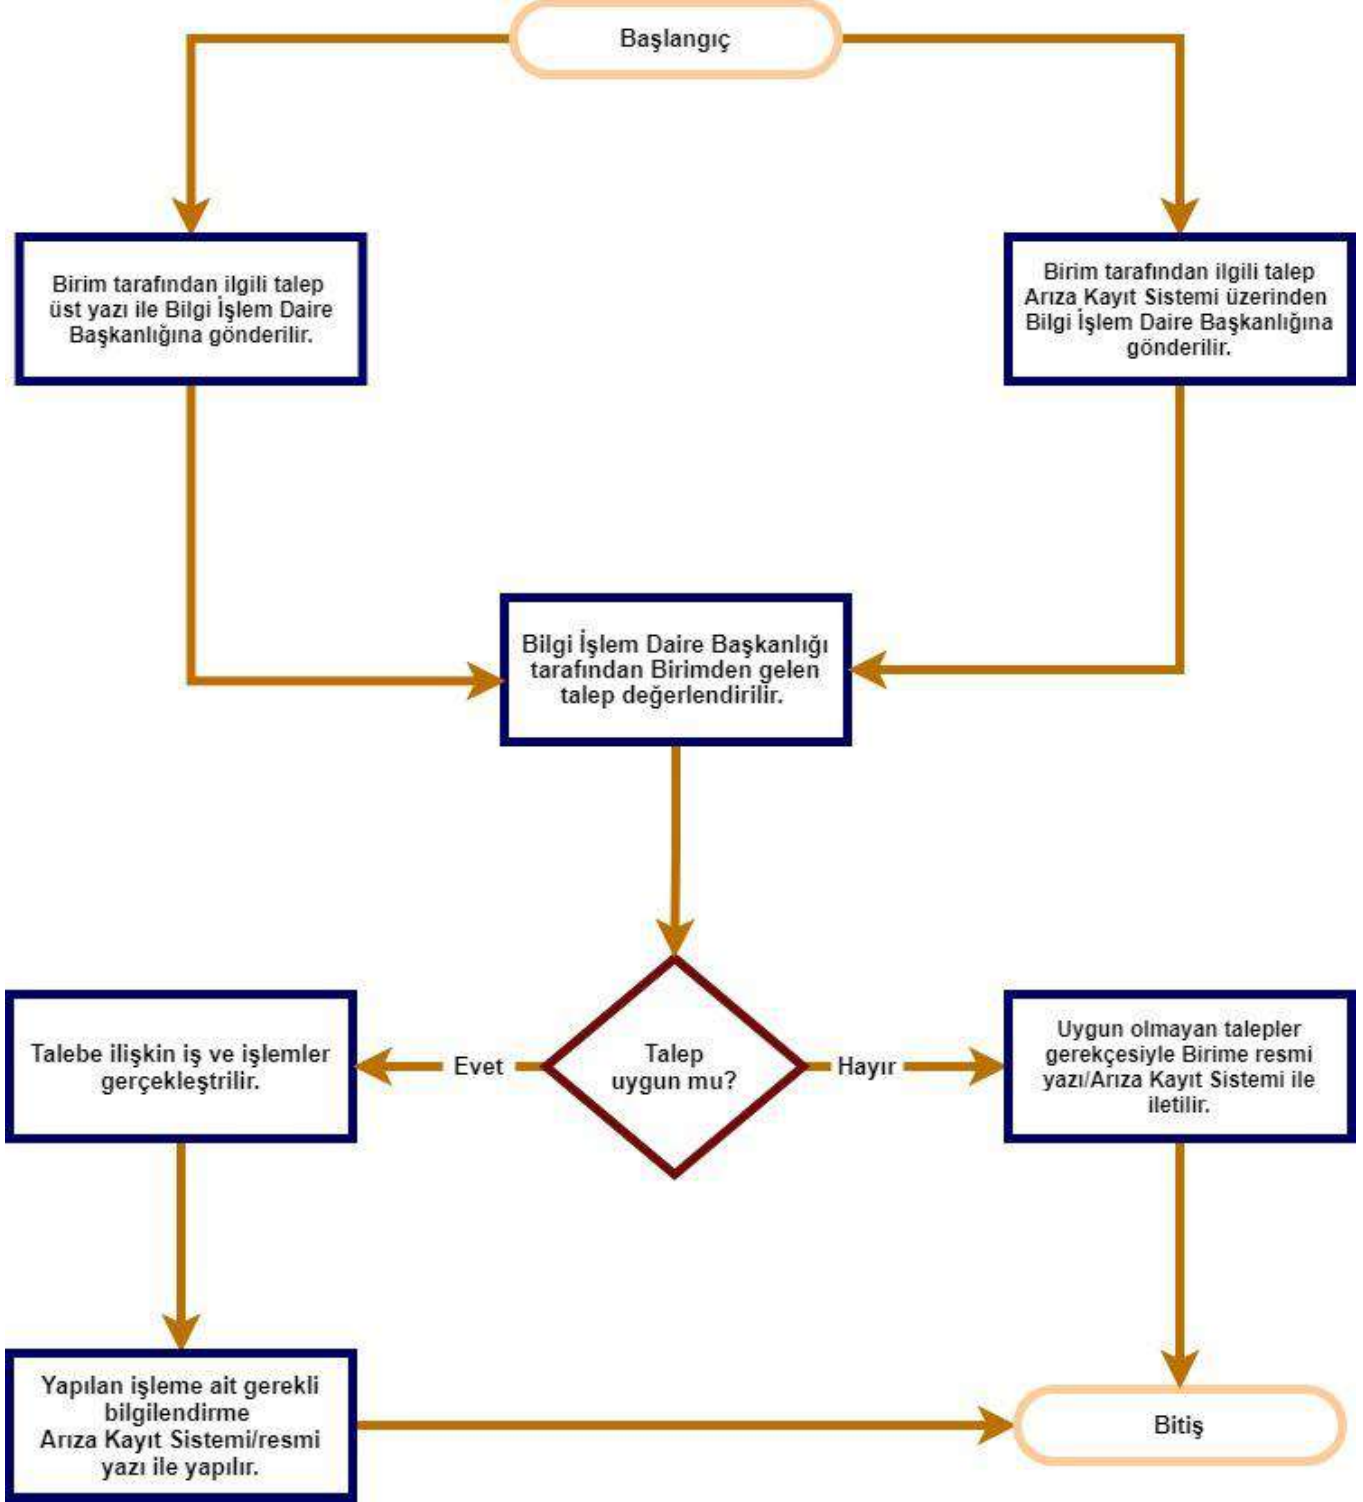 Başlangıç
Birim tarafından ilgili talep
üst yazı ile Bilgi İşlem Daire
Başkanlığına gönderilir.
Birim tarafından ilgili talep
Arıza Kayıt Sistemi üzerinden
Bilgi İşlem Daire Başkanlığına
gönderilir.
Bilgi İşlem Daire Başkanlığı
tarafından Birimden gelen
talep değerlendirilir.
Talep
uygun mu?
Evet
Hayır
Talebe ilişkin iş ve işlemler
gerçekleştrilir.
Uygun olmayan talepler
gerekçesiyle Birime resmi
yazı/Arıza Kayıt Sistemi ile
iletilir.
Yapılan işleme ait gerekli
bilgilendirme
Arıza Kayıt Sistemi/resmi
yazı ile yapılır.
Bitiş